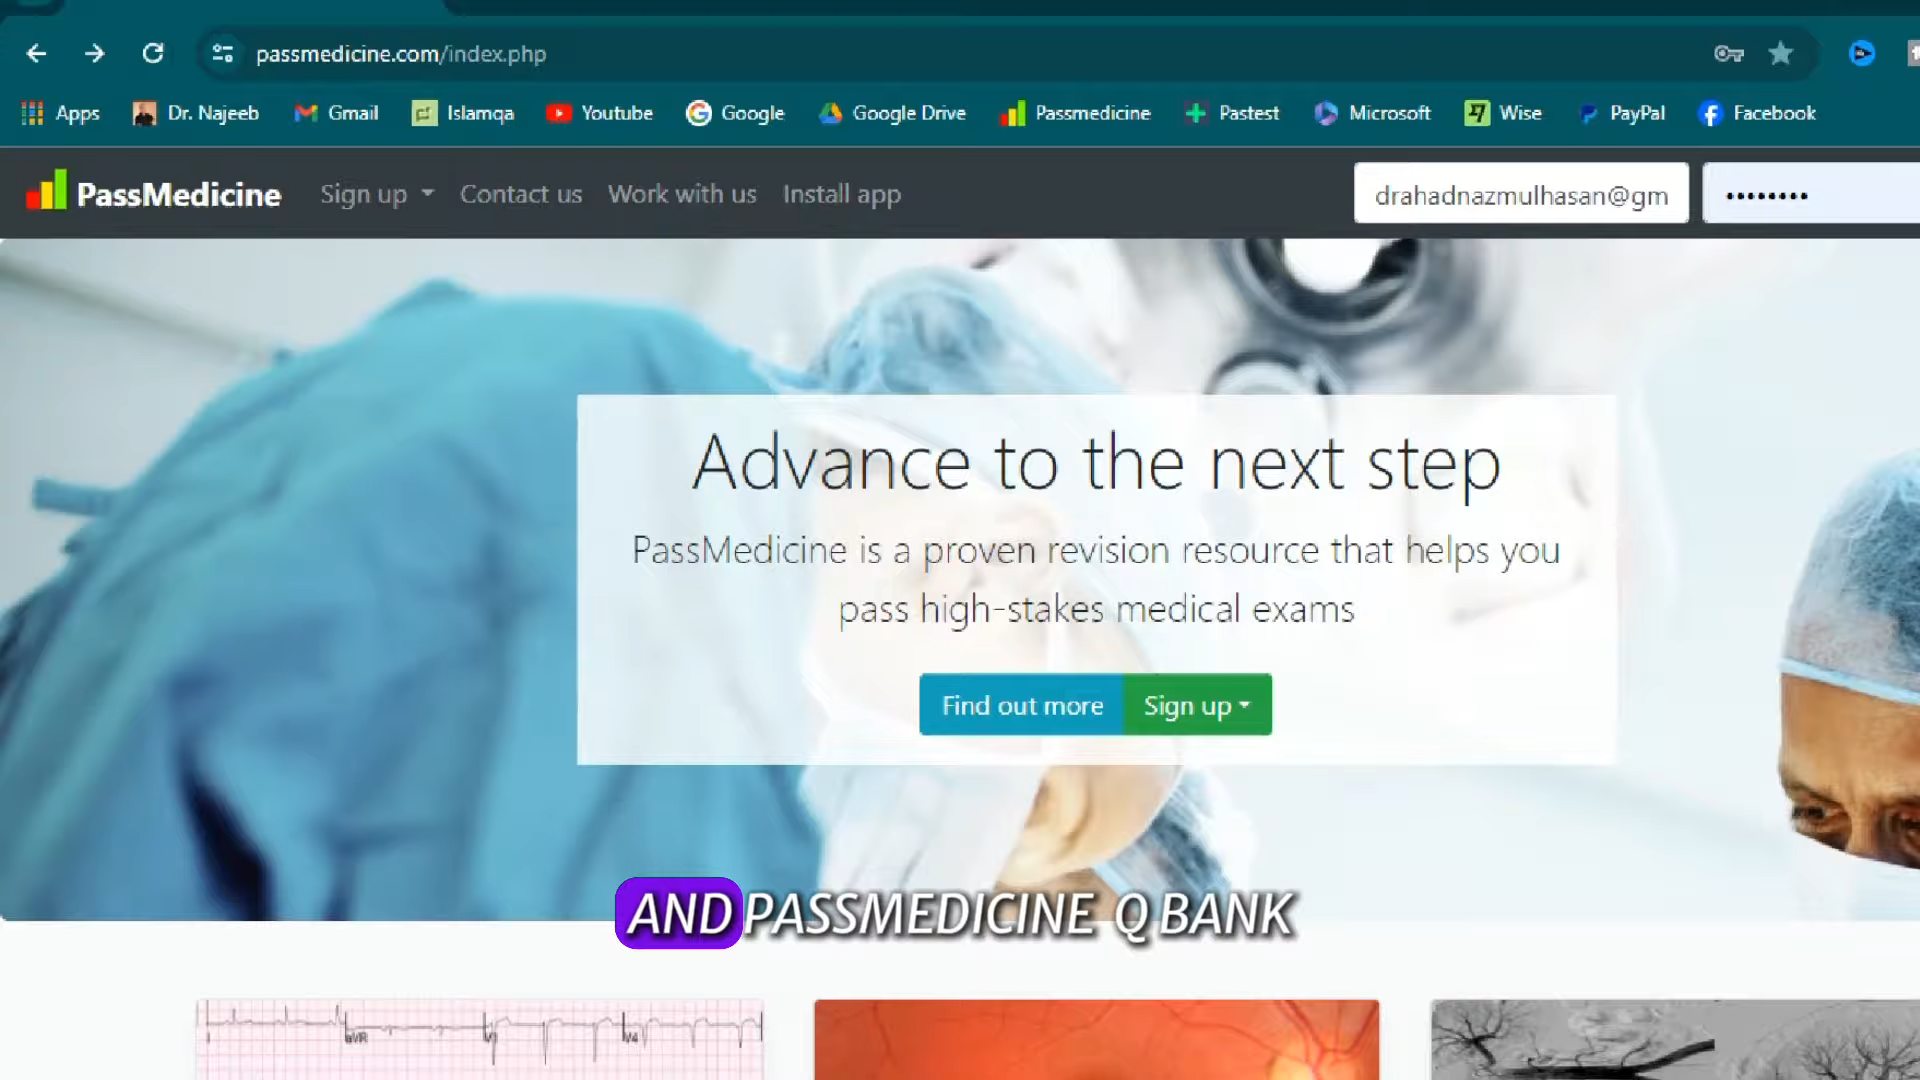 passmedicine.com/index.php
Apps Dr. Najeeb Gmail Islamqa Youtube Google Google Drive Passmedicine Pastest Microsoft Wise PayPal Facebook
PassMedicine Sign up Contact us Work with us Install app drahadnazmulhasan@gm ••••••••
Advance to the next step
PassMedicine is a proven revision resource that helps you
pass high-stakes medical exams
Find out more Sign up
AND PASSMEDICINE Q BANK
aVR V1 V4